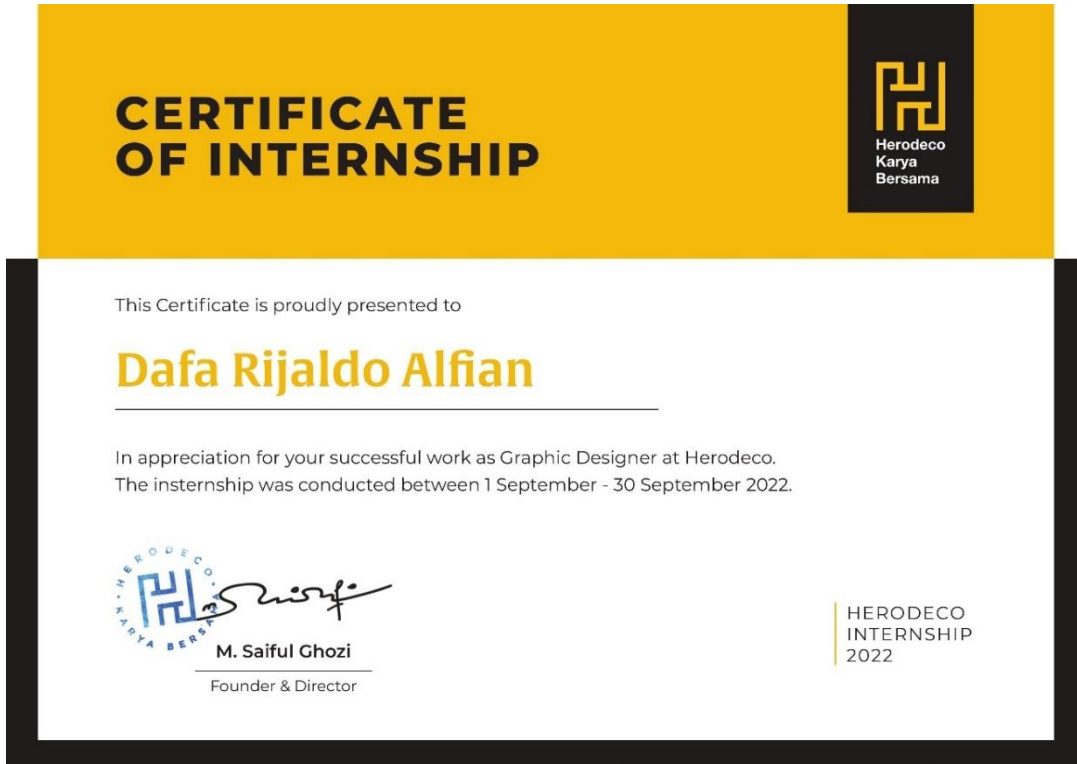 CERTIFICATE
OF INTERNSHIP
Herodeco
Karya
Bersama
This Certificate is proudly presented to
Dafa Rijaldo Alfian
In appreciation for your successful work as Graphic Designer at Herodeco.
The insternship was conducted between 1 September - 30 September 2022.
HERODECO • KARYA BERSAMA
M. Saiful Ghozi
Founder & Director
HERODECO
INTERNSHIP
2022